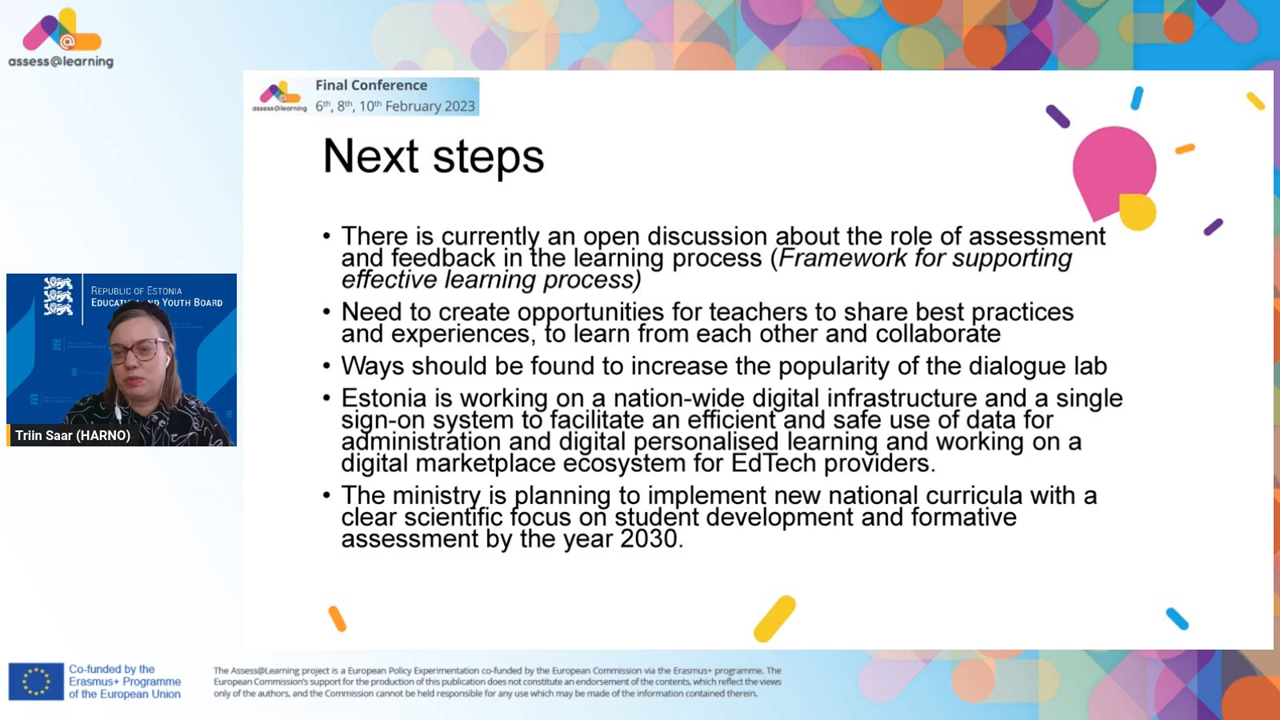 assess@learning
Final Conference
6th, 8th, 10th February 2023
assess@learning
Next steps
• There is currently an open discussion about the role of assessment
and feedback in the learning process (Framework for supporting
effective learning process)
• Need to create opportunities for teachers to share best practices
and experiences, to learn from each other and collaborate
• Ways should be found to increase the popularity of the dialogue lab
• Estonia is working on a nation-wide digital infrastructure and a single
sign-on system to facilitate an efficient and safe use of data for
administration and digital personalised learning and working on a
digital marketplace ecosystem for EdTech providers.
• The ministry is planning to implement new national curricula with a
clear scientific focus on student development and formative
assessment by the year 2030.
Republic of Estonia
Education and Youth Board
Triin Saar (HARNO)
Co-funded by the
Erasmus+ Programme
of the European Union
The Assess@Learning project is a European Policy Experimentation co-funded by the European Commission via the Erasmus+ programme. The
European Commission's support for the production of this publication does not constitute an endorsement of the contents, which reflect the views
only of the authors, and the Commission cannot be held responsible for any use which may be made of the information contained therein.